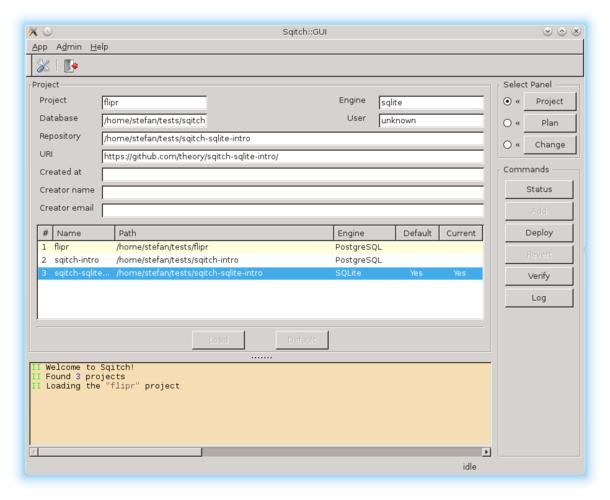 Sqitch::GUI
App Admin Help
Project
Project flipr Engine sqlite
Database /home/stefan/tests/sqitch User unknown
Repository /home/stefan/tests/sqitch-sqlite-intro
URI https://github.com/theory/sqitch-sqlite-intro/
Created at
Creator name
Creator email
# Name Path Engine Default Current
1 flipr /home/stefan/tests/flipr PostgreSQL
2 sqitch-intro /home/stefan/tests/sqitch-intro PostgreSQL
3 sqitch-sqlite... /home/stefan/tests/sqitch-sqlite-intro SQLite Yes Yes
Load Default
Select Panel
« Project
« Plan
« Change
Commands
Status
Add
Deploy
Revert
Verify
Log
II Welcome to Sqitch!
II Found 3 projects
II Loading the "flipr" project
idle